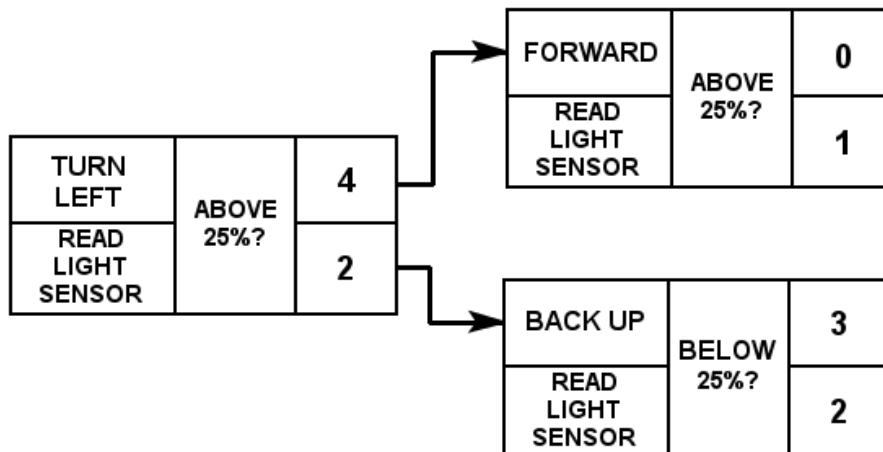 TURN
LEFT
READ
LIGHT
SENSOR
ABOVE
25%?
4
2
FORWARD
READ
LIGHT
SENSOR
ABOVE
25%?
0
1
BACK UP
READ
LIGHT
SENSOR
BELOW
25%?
3
2